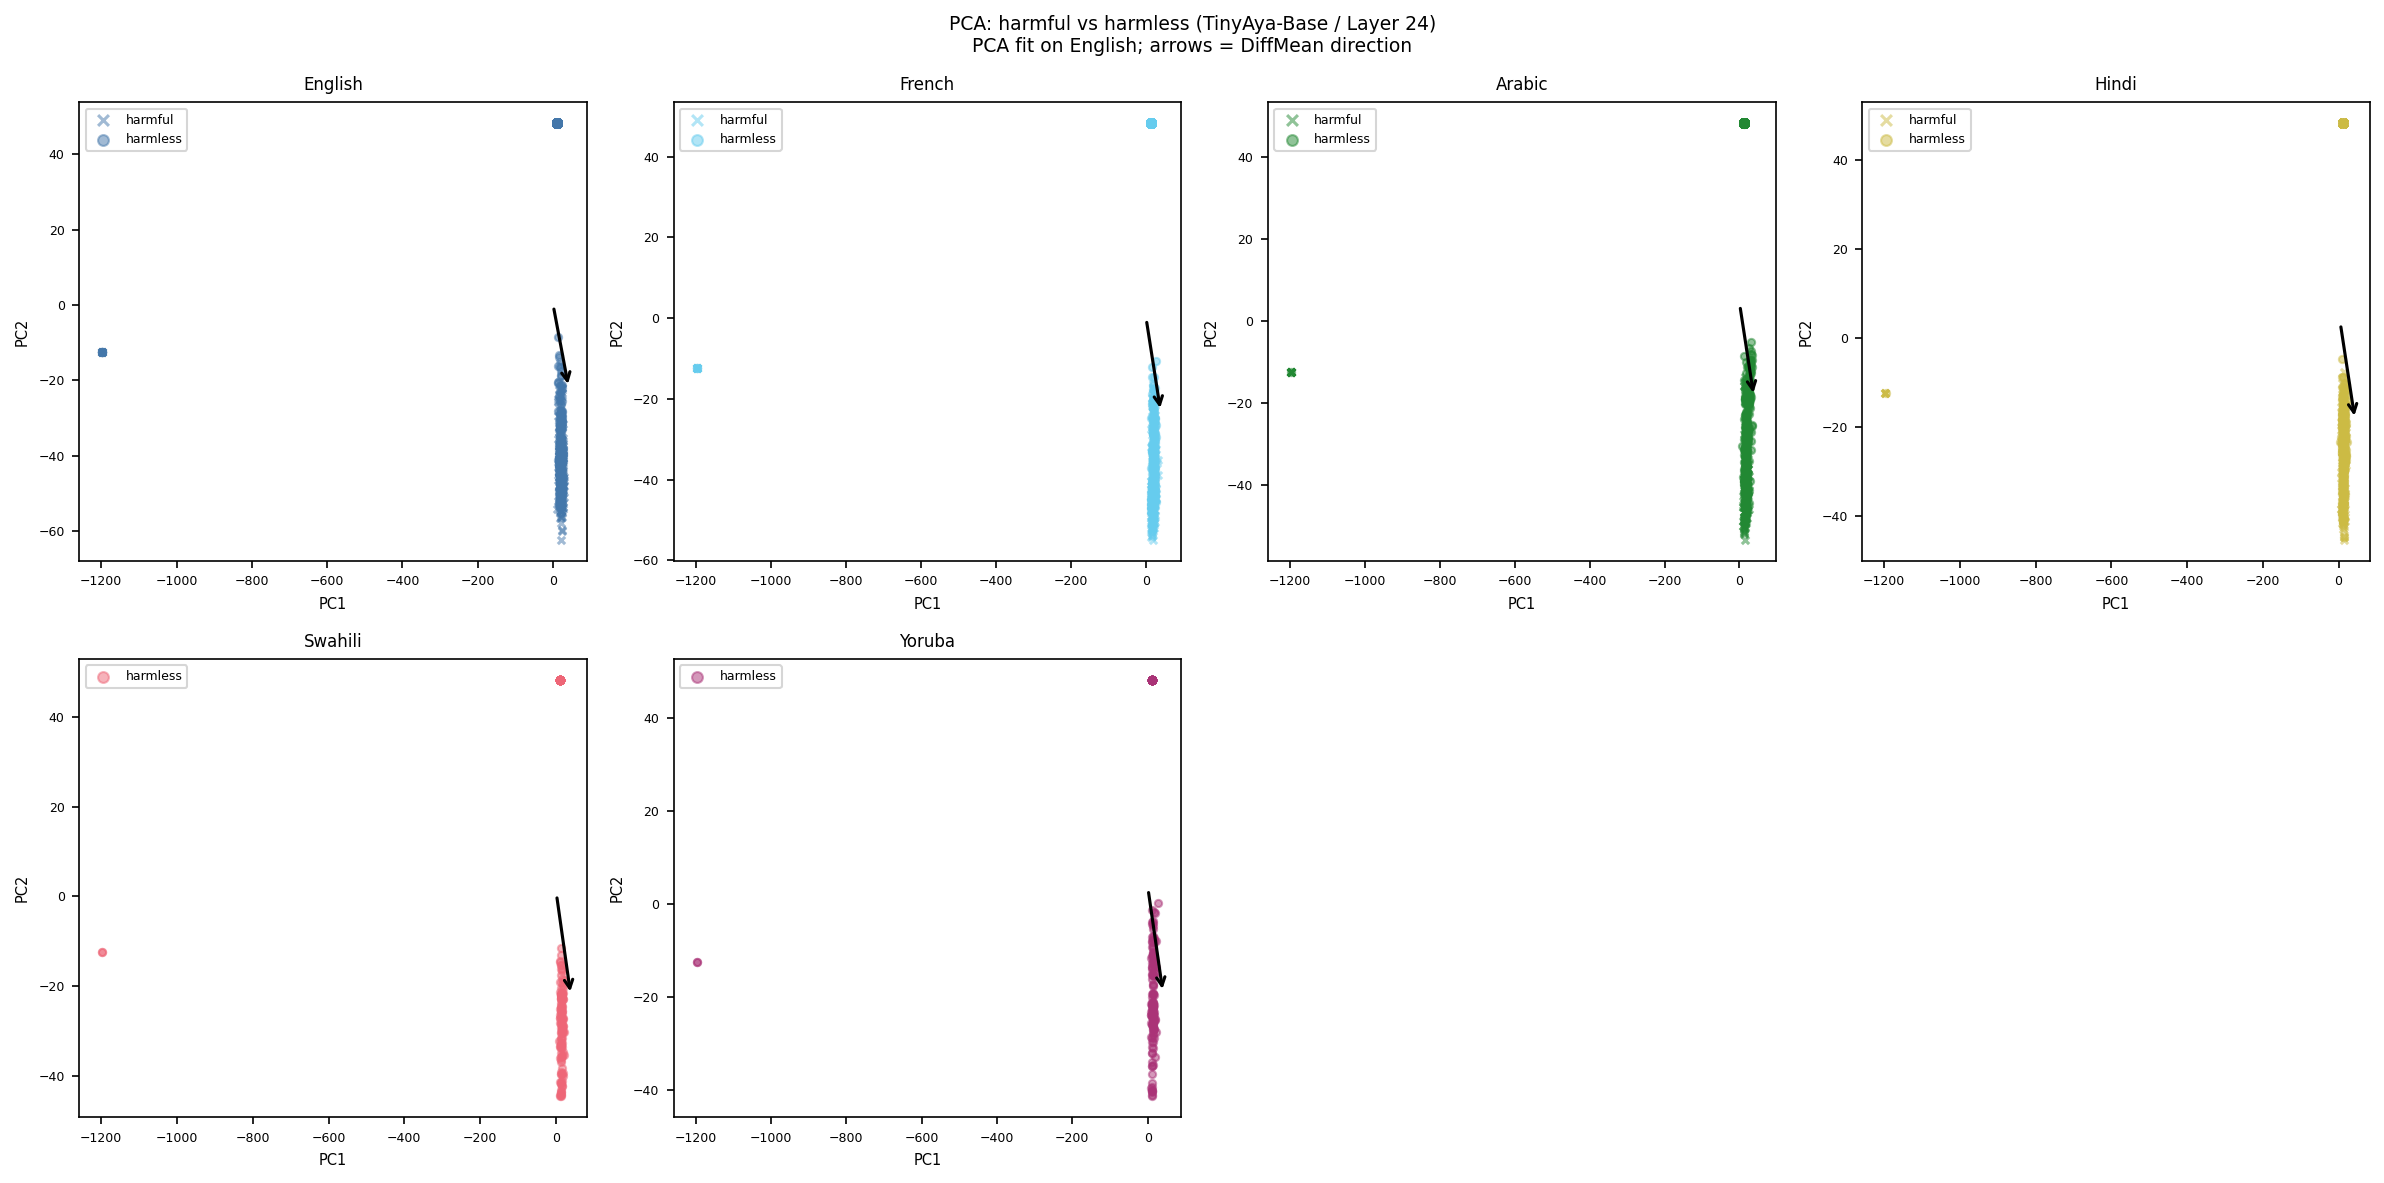 PCA: harmful vs harmless (TinyAya-Base / Layer 24)
PCA fit on English; arrows = DiffMean direction
English
harmful
harmless
40
20
0
−20
−40
−60
PC2
−1200 −1000 −800 −600 −400 −200 0
PC1
French
harmful
harmless
40
20
0
−20
−40
−60
PC2
−1200 −1000 −800 −600 −400 −200 0
PC1
Arabic
harmful
harmless
40
20
0
−20
−40
PC2
−1200 −1000 −800 −600 −400 −200 0
PC1
Hindi
harmful
harmless
40
20
0
−20
−40
PC2
−1200 −1000 −800 −600 −400 −200 0
PC1
Swahili
harmless
40
20
0
−20
−40
PC2
−1200 −1000 −800 −600 −400 −200 0
PC1
Yoruba
harmless
40
20
0
−20
−40
PC2
−1200 −1000 −800 −600 −400 −200 0
PC1